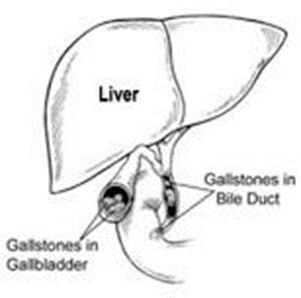 Liver
Gallstones in
Bile Duct
Gallstones in
Gallbladder